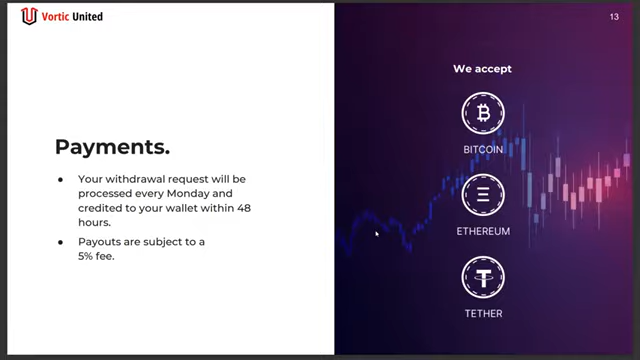 Vortic United
13
We accept
BITCOIN
ETHEREUM
TETHER
Payments.
● Your withdrawal request will be
processed every Monday and
credited to your wallet within 48
hours.
● Payouts are subject to a
5% fee.